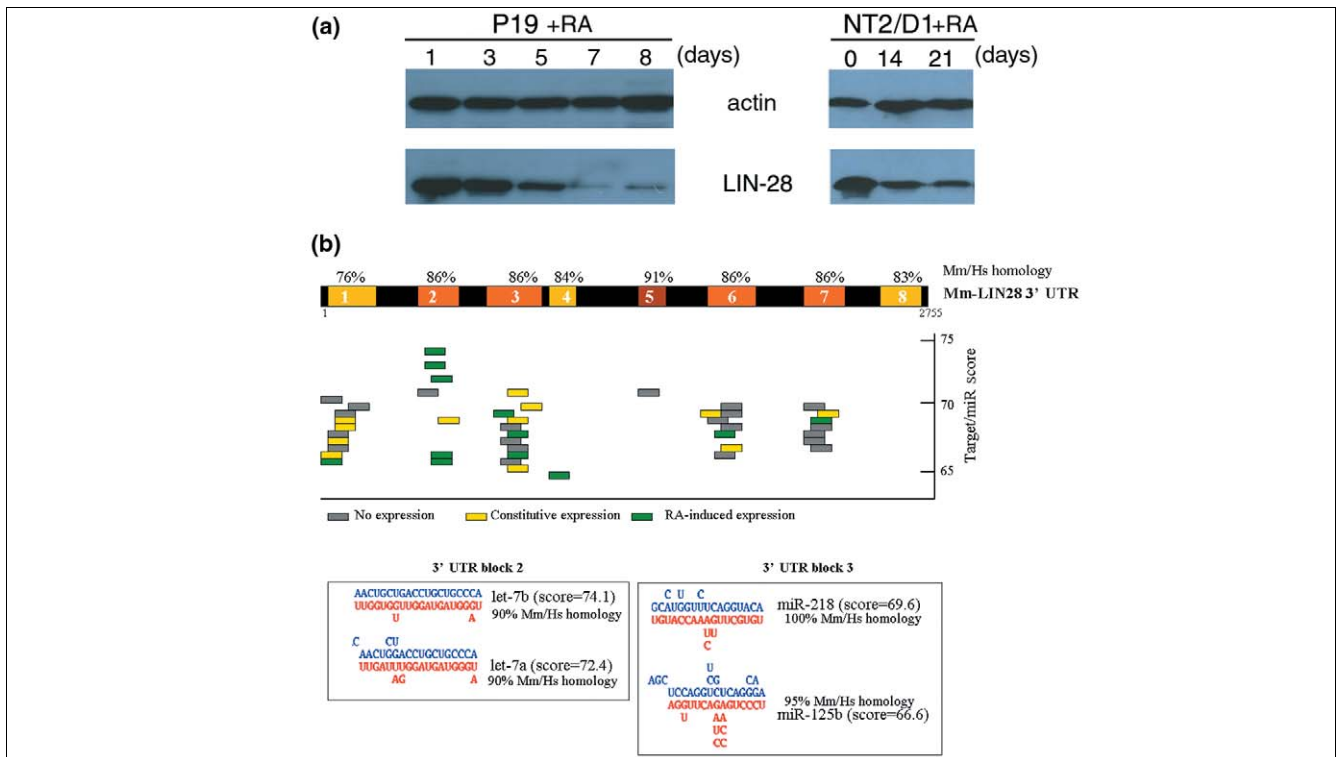 (a)
P19 +RA
NT2/D1+RA
1 3 5 7 8 (days)
0 14 21 (days)
actin
LIN-28
(b)
76% 86% 86% 84% 91% 86% 86% 83% Mm/Hs homology
1 2 3 4 5 6 7 8 Mm-LIN28 3’ UTR
1 2755
75
70
65
Target/miR score
No expression Constitutive expression RA-induced expression
3’ UTR block 2
AACUGCUGACCUGCUGCCCA
let-7b (score=74.1)
UUGGUGGUUGGAUGAUGGGU
90% Mm/Hs homology
U A
C CU
AACUGGACCUGCUGCCCA
let-7a (score=72.4)
UUGAUUUGGAUGAUGGGU
90% Mm/Hs homology
AG A
3’ UTR block 3
C U C
GCAUGGUUUCAGGUACA
miR-218 (score=69.6)
UGUACCAAAGUUCGUGU
100% Mm/Hs homology
UU
C
U
AGC CG CA
UCCAGGUCUCAGGGA
95% Mm/Hs homology
AGGUUCAGAGUCCCU
miR-125b (score=66.6)
U AA
UC
CC